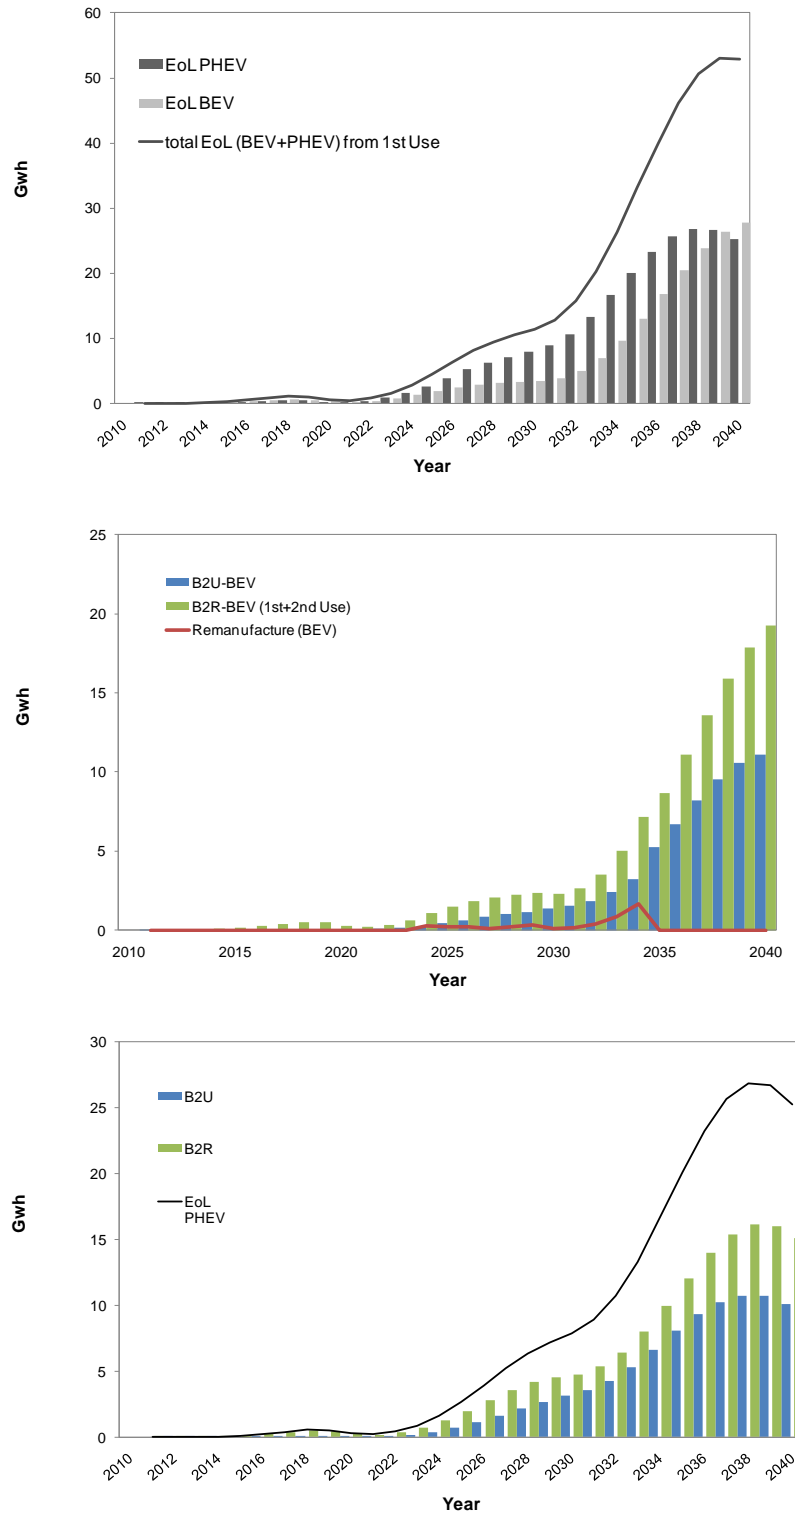 60
50
40
30
20
10
0
Gwh
EoL PHEV
EoL BEV
total EoL (BEV+PHEV) from 1st Use
2010 2012 2014 2016 2018 2020 2022 2024 2026 2028 2030 2032 2034 2036 2038 2040
Year
25
20
15
10
5
0
Gwh
B2U-BEV
B2R-BEV (1st+2nd Use)
Remanufacture (BEV)
2010 2015 2020 2025 2030 2035 2040
Year
30
25
20
15
10
5
0
Gwh
B2U
B2R
EoL
PHEV
2010 2012 2014 2016 2018 2020 2022 2024 2026 2028 2030 2032 2034 2036 2038 2040
Year